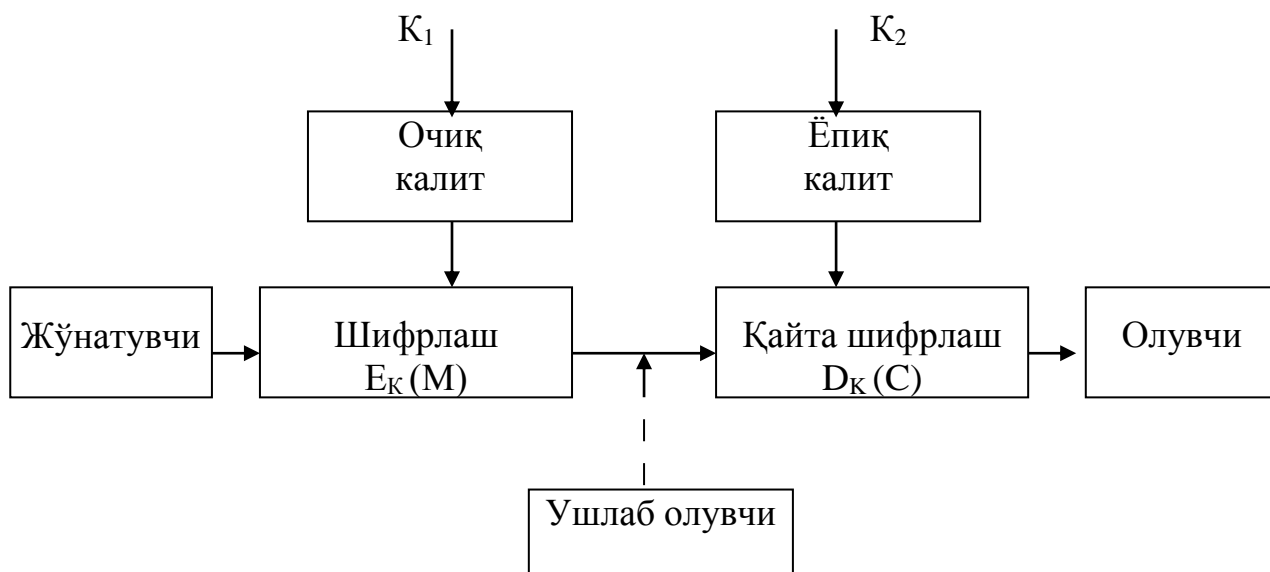 K₁
K₂
Очиқ
калит
Ёпиқ
калит
Жўнатувчи
Шифрлаш
E_K (M)
Қайта шифрлаш
D_K (C)
Олувчи
Ушлаб олувчи